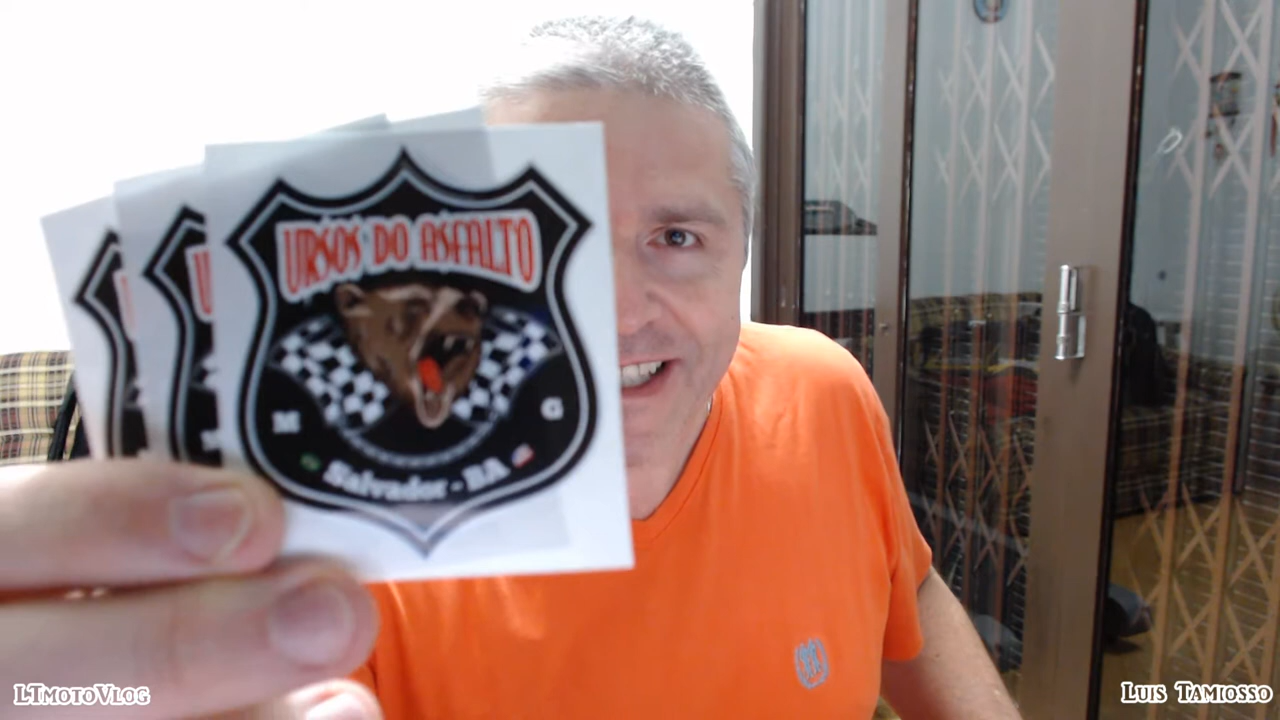 URSOS DO ASFALTO
M G
Salvador - BA
LTmotoVlog
Luis Tamiosso